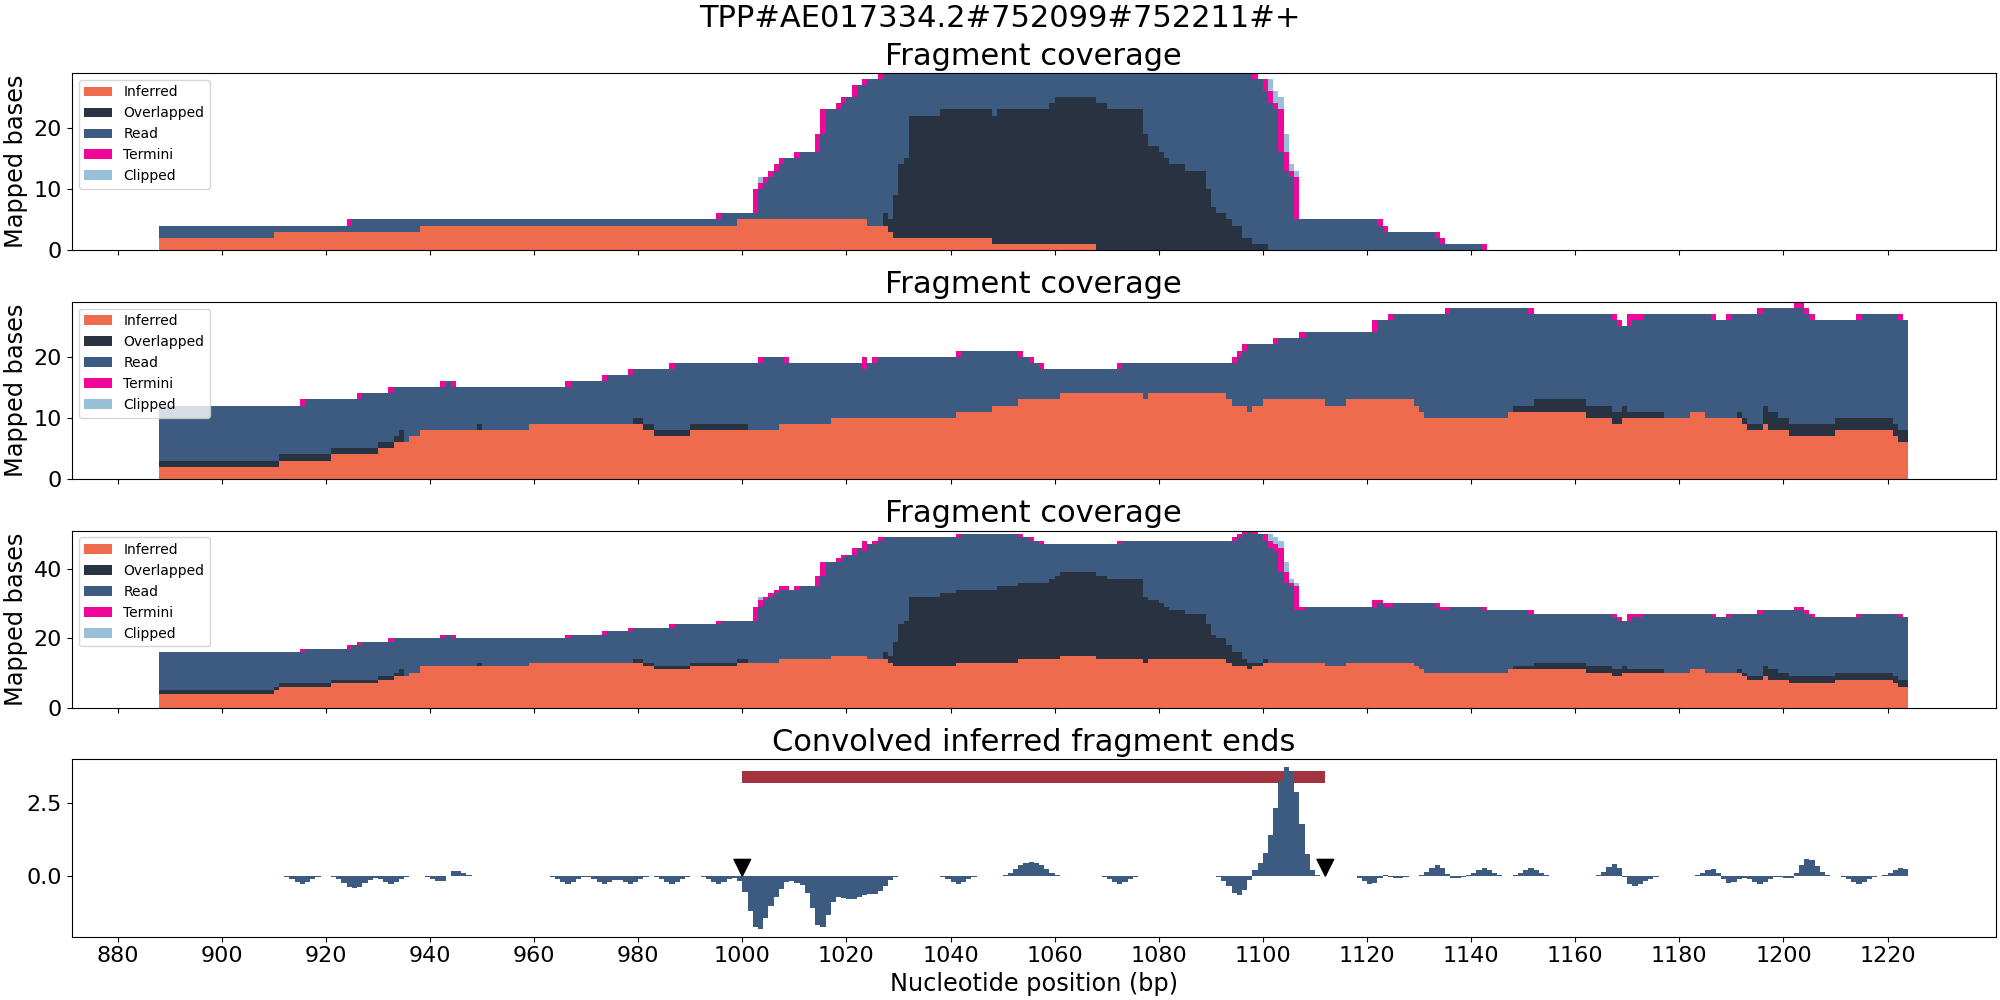 TPP#AE017334.2#752099#752211#+
Fragment coverage
Mapped bases
20
10
0
Inferred
Overlapped
Read
Termini
Clipped
Fragment coverage
Mapped bases
20
10
0
Inferred
Overlapped
Read
Termini
Clipped
Fragment coverage
Mapped bases
40
20
0
Inferred
Overlapped
Read
Termini
Clipped
Convolved inferred fragment ends
2.5
0.0
880 900 920 940 960 980 1000 1020 1040 1060 1080 1100 1120 1140 1160 1180 1200 1220
Nucleotide position (bp)